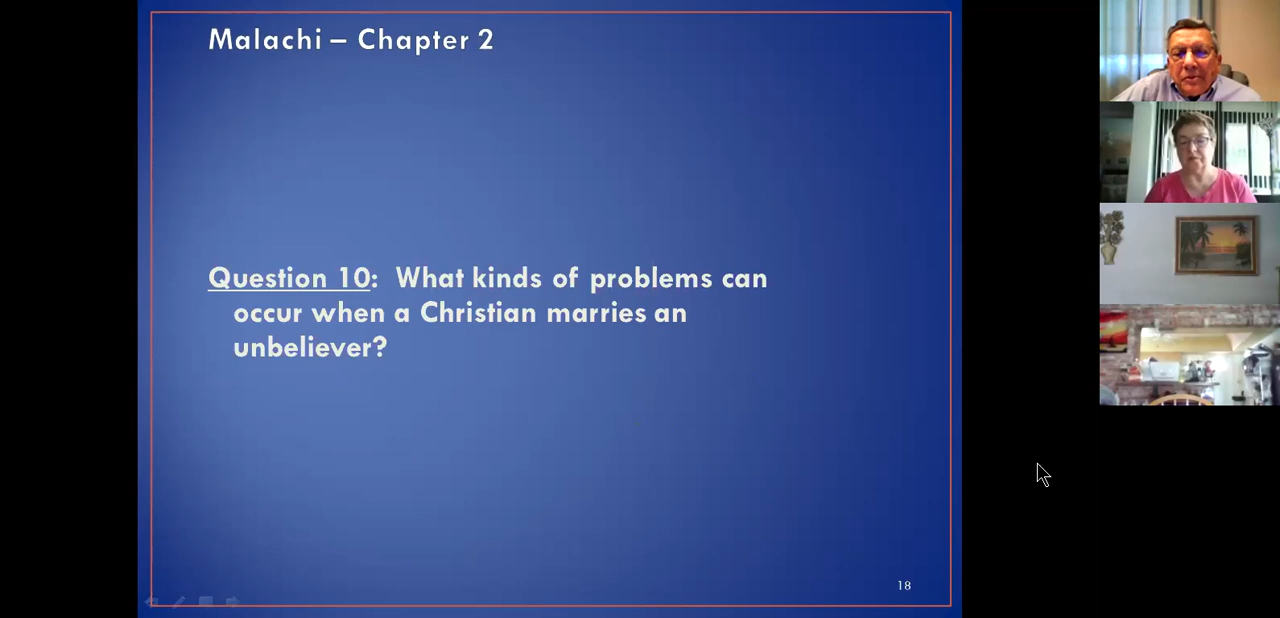 Malachi – Chapter 2
Question 10:  What kinds of problems can
occur when a Christian marries an
unbeliever?
18